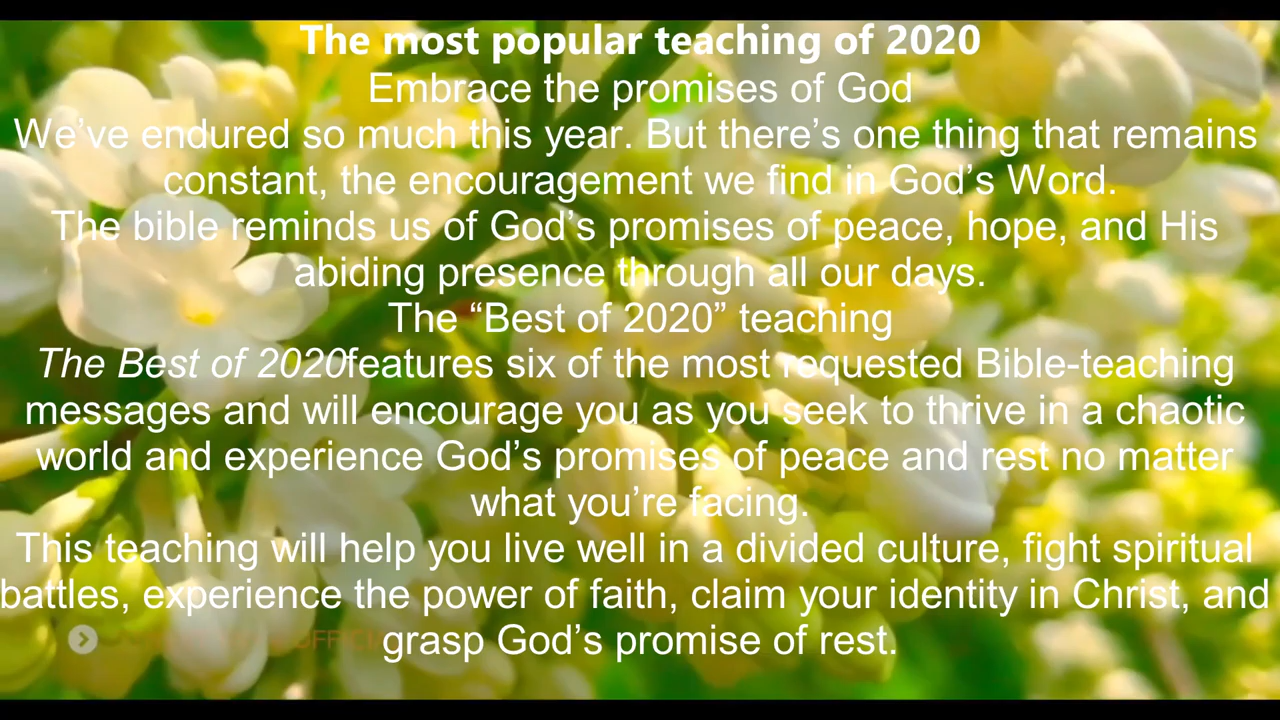 The most popular teaching of 2020
Embrace the promises of God
We’ve endured so much this year. But there’s one thing that remains
constant, the encouragement we find in God’s Word.
The bible reminds us of God’s promises of peace, hope, and His
abiding presence through all our days.
The “Best of 2020” teaching
The Best of 2020features six of the most requested Bible-teaching
messages and will encourage you as you seek to thrive in a chaotic
world and experience God’s promises of peace and rest no matter
what you’re facing.
This teaching will help you live well in a divided culture, fight spiritual
battles, experience the power of faith, claim your identity in Christ, and
grasp God’s promise of rest.